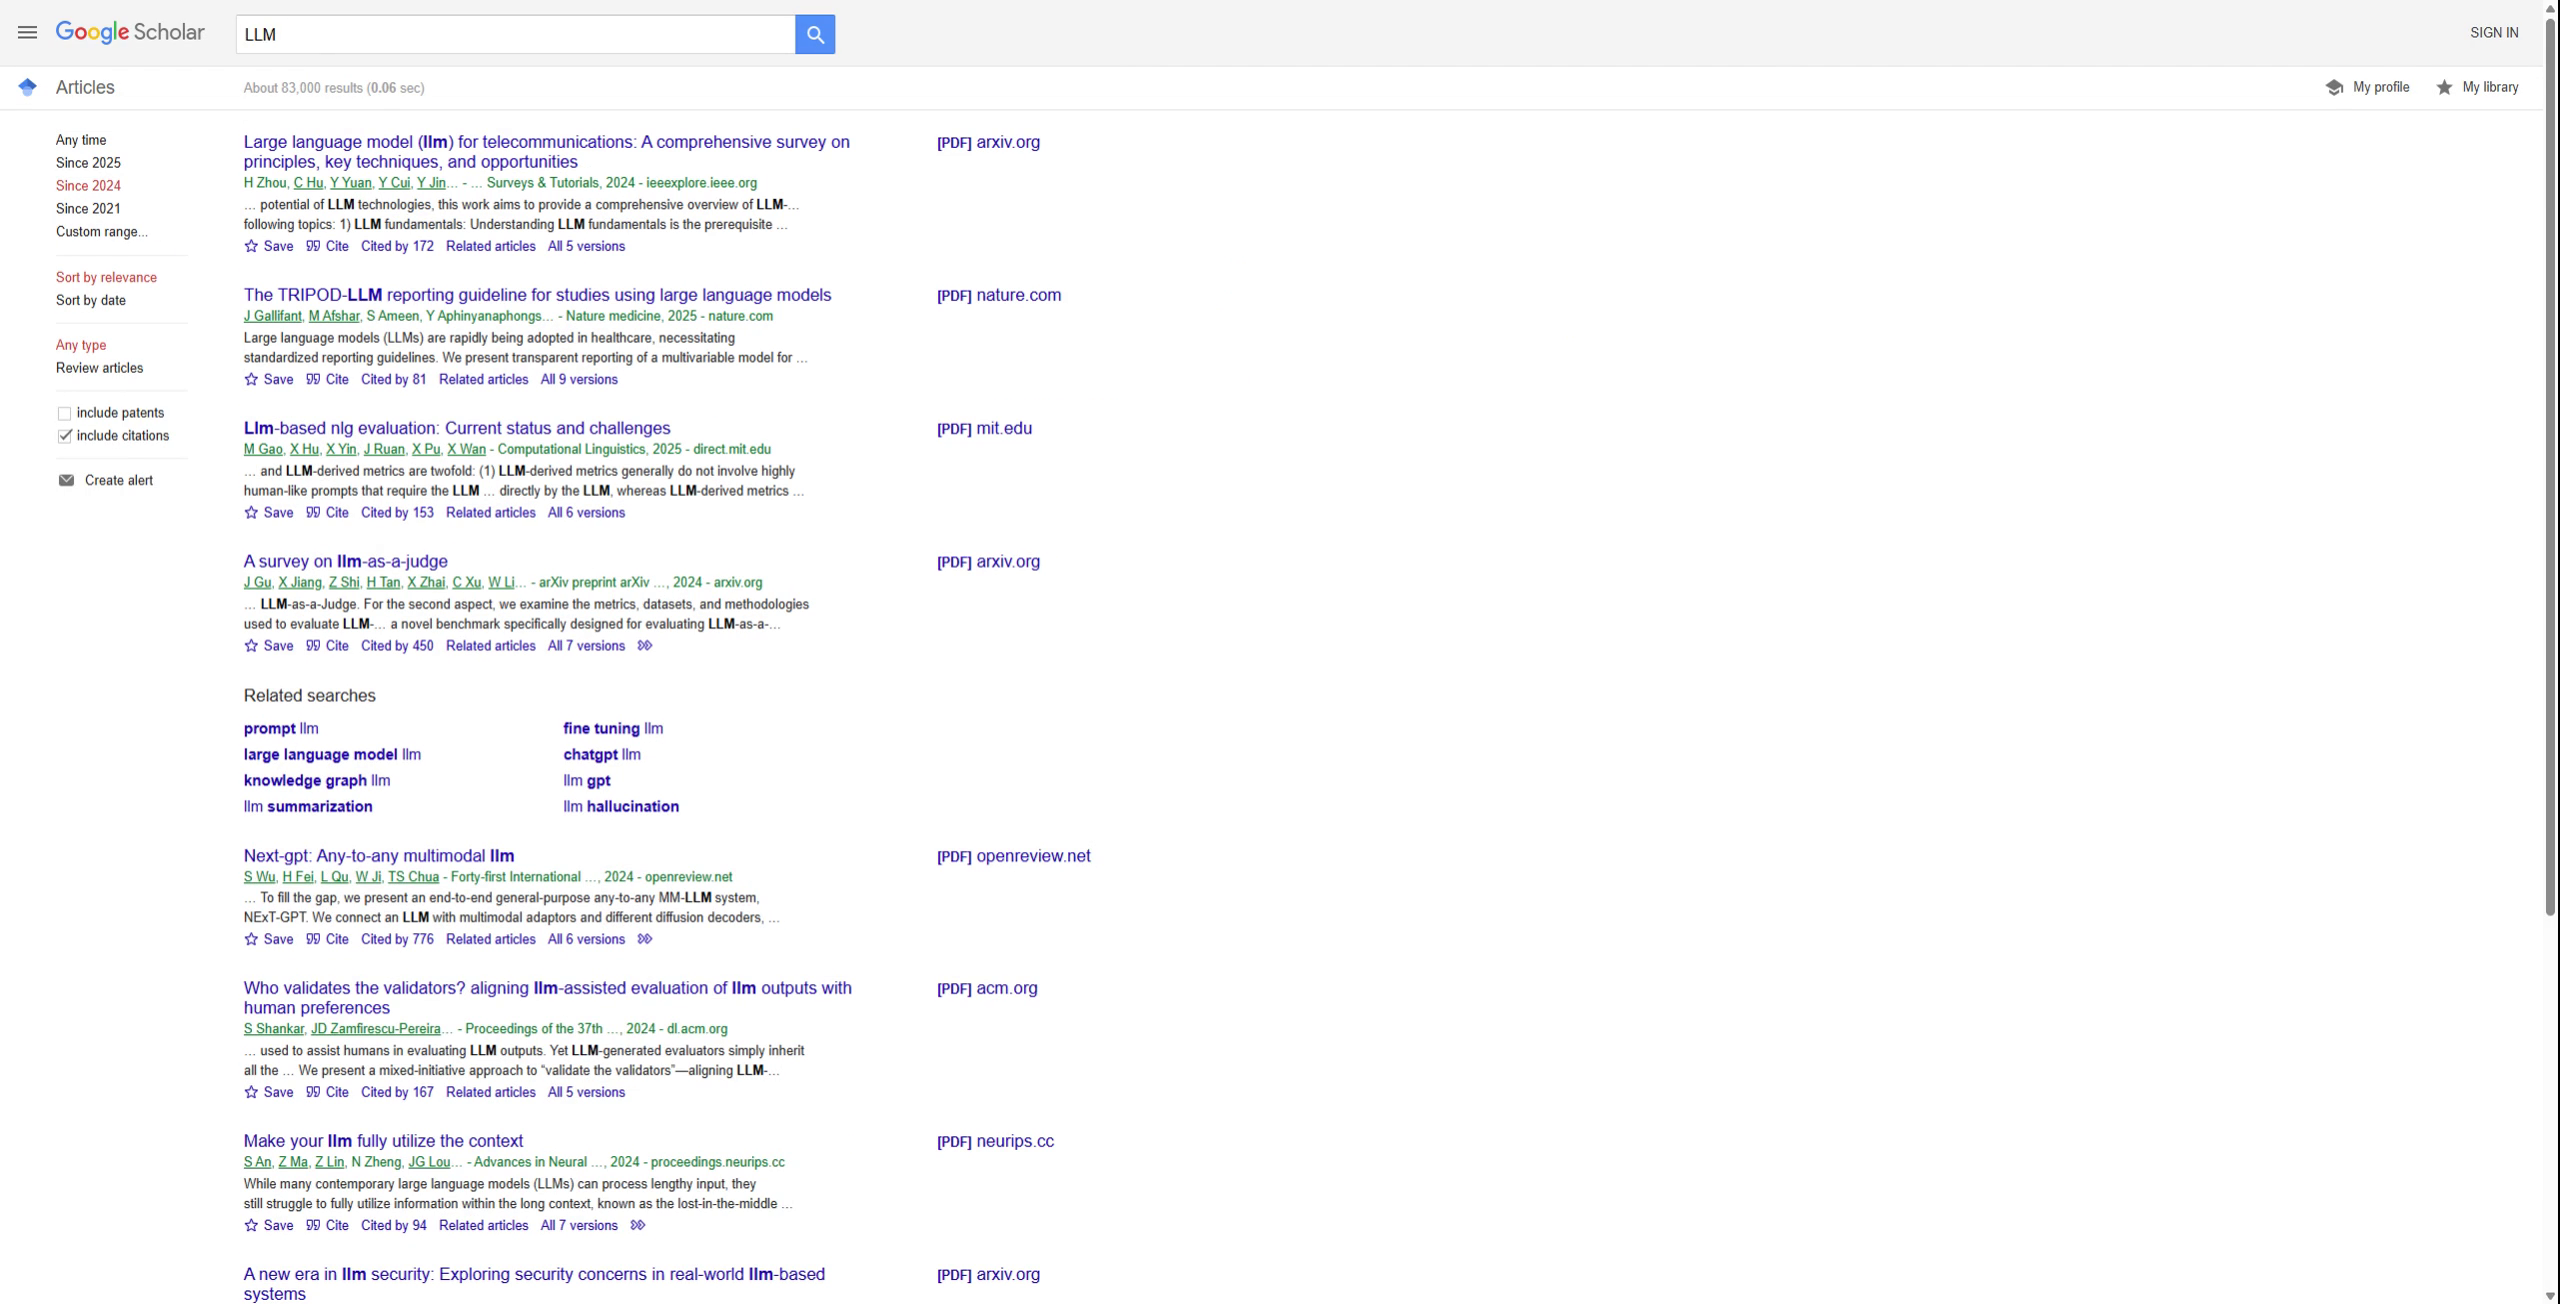 Google Scholar
LLM
SIGN IN
Articles
About 83,000 results (0.06 sec)
My profile
My library
Any time
Since 2025
Since 2024
Since 2021
Custom range...
Sort by relevance
Sort by date
Any type
Review articles
include patents
include citations
Create alert
Large language model (llm) for telecommunications: A comprehensive survey on
principles, key techniques, and opportunities
H Zhou, C Hu, Y Yuan, Y Cui, Y Jin… - … Surveys & Tutorials, 2024 - ieeexplore.ieee.org
… potential of LLM technologies, this work aims to provide a comprehensive overview of LLM-…
following topics: 1) LLM fundamentals: Understanding LLM fundamentals is the prerequisite …
Save Cite Cited by 172 Related articles All 5 versions
[PDF] arxiv.org
The TRIPOD-LLM reporting guideline for studies using large language models
J Gallifant, M Afshar, S Ameen, Y Aphinyanaphongs… - Nature medicine, 2025 - nature.com
Large language models (LLMs) are rapidly being adopted in healthcare, necessitating
standardized reporting guidelines. We present transparent reporting of a multivariable model for …
Save Cite Cited by 81 Related articles All 9 versions
[PDF] nature.com
Llm-based nlg evaluation: Current status and challenges
M Gao, X Hu, X Yin, J Ruan, X Pu, X Wan - Computational Linguistics, 2025 - direct.mit.edu
… and LLM-derived metrics are twofold: (1) LLM-derived metrics generally do not involve highly
human-like prompts that require the LLM … directly by the LLM, whereas LLM-derived metrics …
Save Cite Cited by 153 Related articles All 6 versions
[PDF] mit.edu
A survey on llm-as-a-judge
J Gu, X Jiang, Z Shi, H Tan, X Zhai, C Xu, W Li… - arXiv preprint arXiv …, 2024 - arxiv.org
… LLM-as-a-Judge. For the second aspect, we examine the metrics, datasets, and methodologies
used to evaluate LLM-… a novel benchmark specifically designed for evaluating LLM-as-a-…
Save Cite Cited by 450 Related articles All 7 versions
[PDF] arxiv.org
Related searches
prompt llm
large language model llm
knowledge graph llm
llm summarization
fine tuning llm
chatgpt llm
llm gpt
llm hallucination
Next-gpt: Any-to-any multimodal llm
S Wu, H Fei, L Qu, W Ji, TS Chua - Forty-first International …, 2024 - openreview.net
… To fill the gap, we present an end-to-end general-purpose any-to-any MM-LLM system,
NExT-GPT. We connect an LLM with multimodal adaptors and different diffusion decoders, …
Save Cite Cited by 776 Related articles All 6 versions
[PDF] openreview.net
Who validates the validators? aligning llm-assisted evaluation of llm outputs with
human preferences
S Shankar, JD Zamfirescu-Pereira… - Proceedings of the 37th …, 2024 - dl.acm.org
… used to assist humans in evaluating LLM outputs. Yet LLM-generated evaluators simply inherit
all the … We present a mixed-initiative approach to “validate the validators”—aligning LLM-…
Save Cite Cited by 167 Related articles All 5 versions
[PDF] acm.org
Make your llm fully utilize the context
S An, Z Ma, Z Lin, N Zheng, JG Lou… - Advances in Neural …, 2024 - proceedings.neurips.cc
While many contemporary large language models (LLMs) can process lengthy input, they
still struggle to fully utilize information within the long context, known as the lost-in-the-middle …
Save Cite Cited by 94 Related articles All 7 versions
[PDF] neurips.cc
A new era in llm security: Exploring security concerns in real-world llm-based
systems
[PDF] arxiv.org